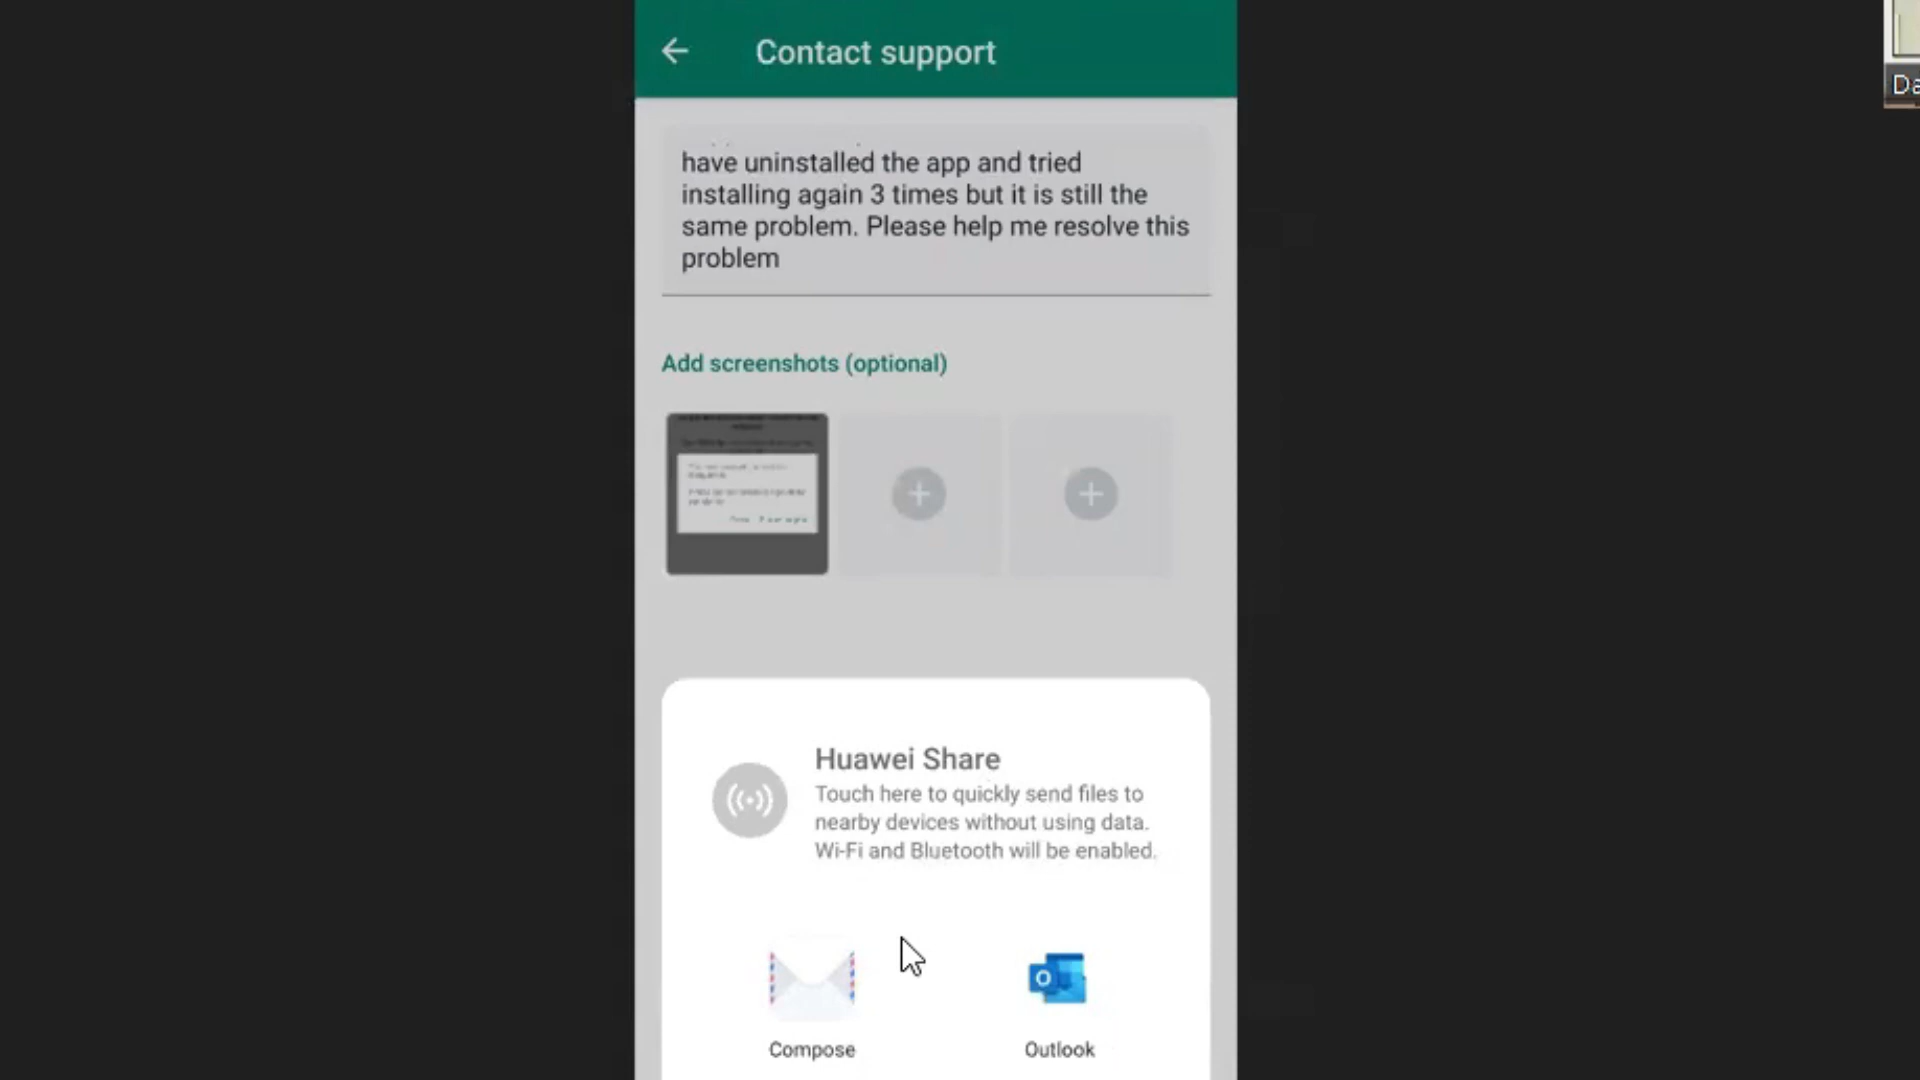 Contact support
have uninstalled the app and tried
installing again 3 times but it is still the
same problem. Please help me resolve this
problem
Add screenshots (optional)
Huawei Share
Touch here to quickly send files to
nearby devices without using data.
Wi-Fi and Bluetooth will be enabled.
Compose
Outlook